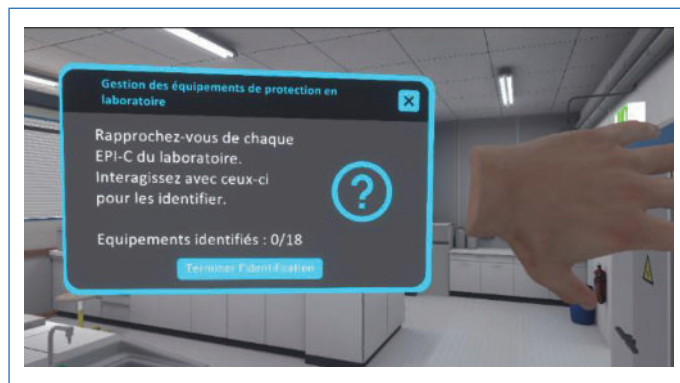 Gestion des équipements de protection en
laboratoire
Rapprochez-vous de chaque
EPI-C du laboratoire.
Interagissez avec ceux-ci
pour les identifier.
?
Equipements identifiés : 0/18
Terminer l'identification